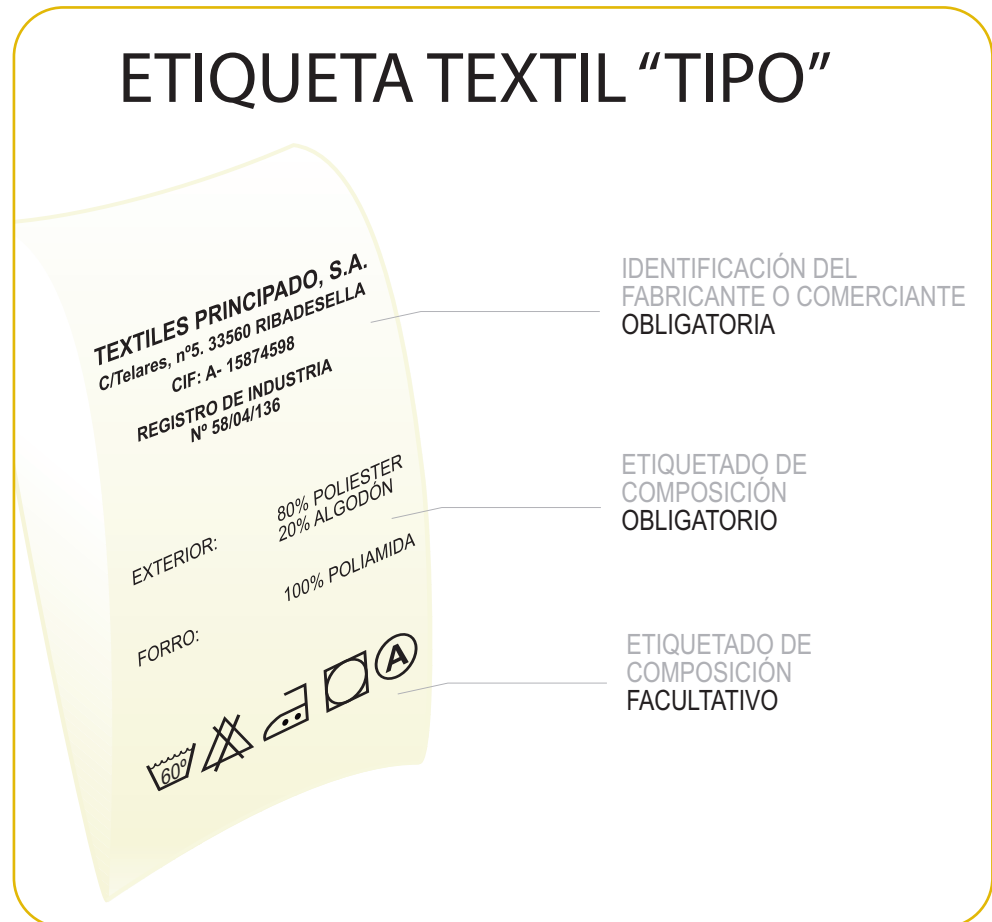 ETIQUETA TEXTIL “TIPO”
TEXTILES PRINCIPADO, S.A.
C/Telares, nº5. 33560 RIBADESELLA
CIF: A- 15874598
REGISTRO DE INDUSTRIA
Nº 58/04/136
EXTERIOR:
80% POLIESTER
20% ALGODÓN
FORRO:
100% POLIAMIDA
60º
A
IDENTIFICACIÓN DEL
FABRICANTE O COMERCIANTE
OBLIGATORIA
ETIQUETADO DE
COMPOSICIÓN
OBLIGATORIO
ETIQUETADO DE
COMPOSICIÓN
FACULTATIVO